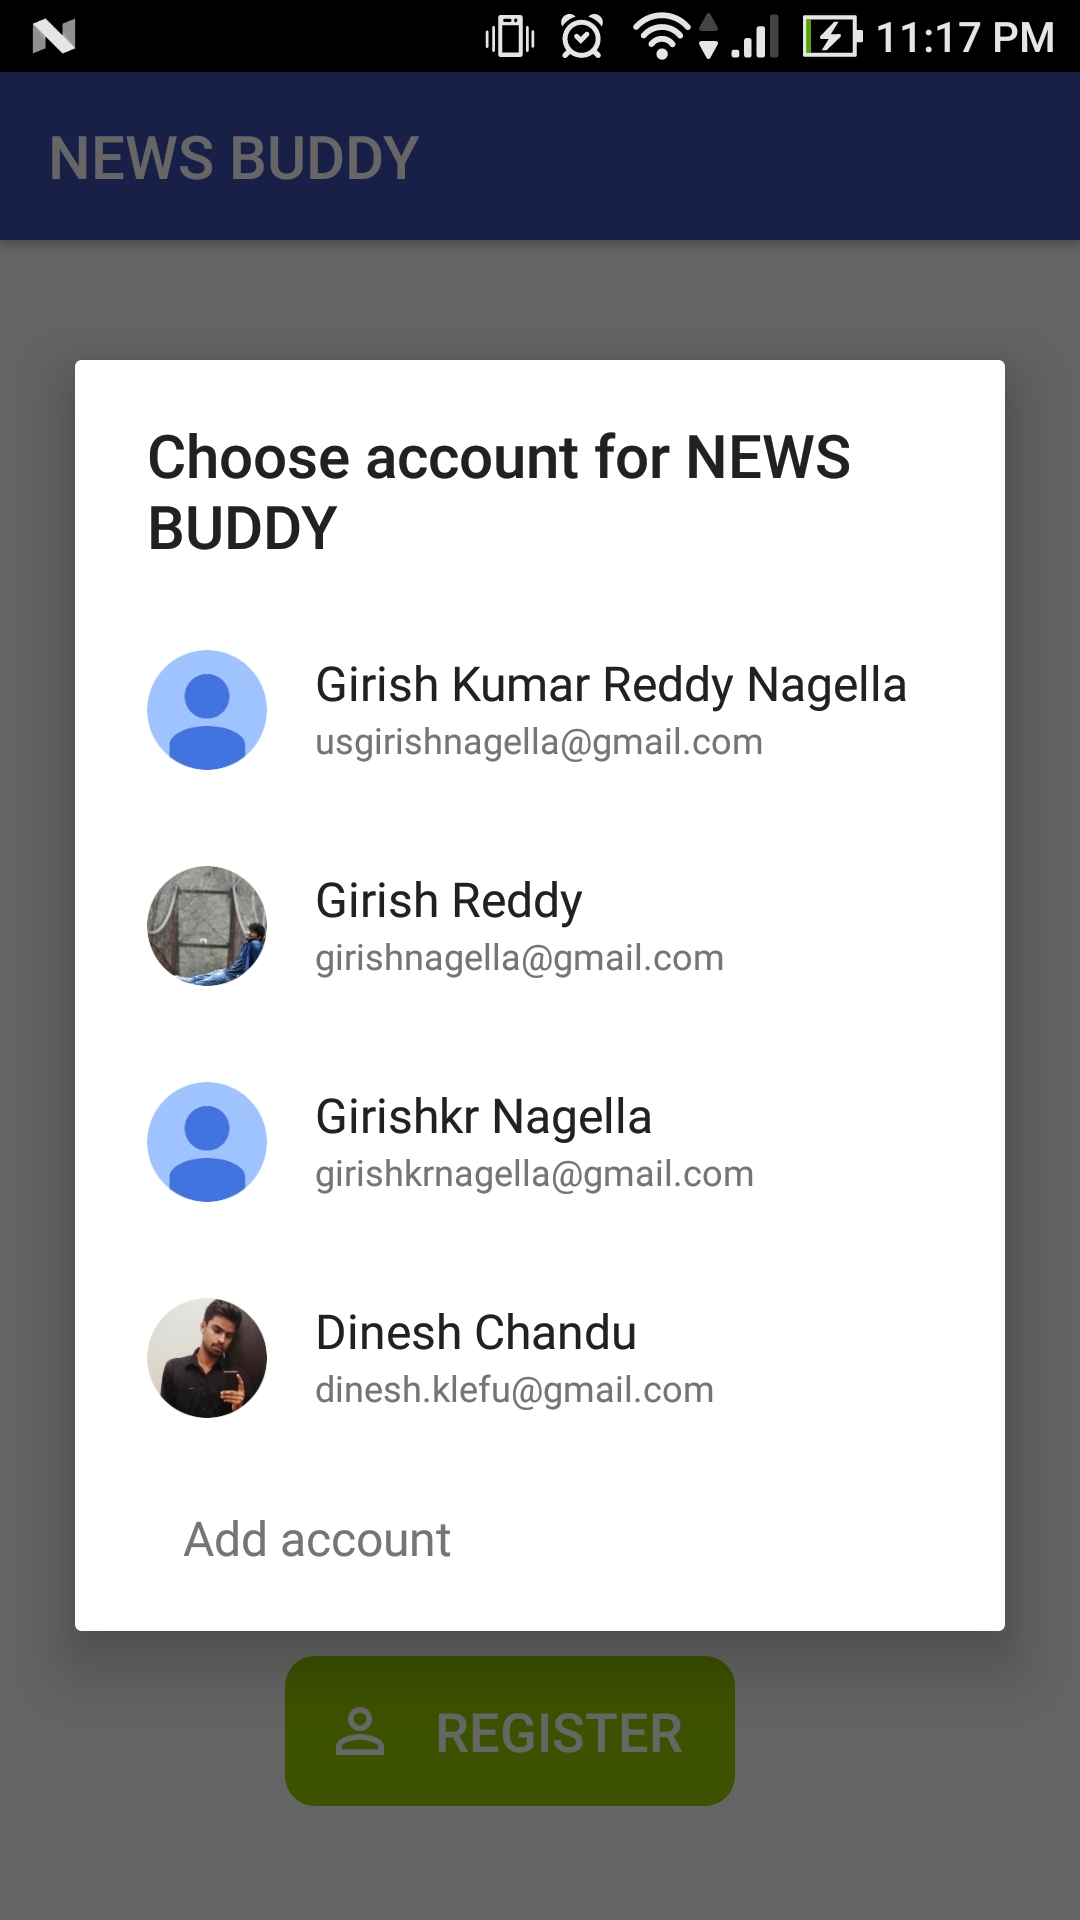 11:17 PM
NEWS BUDDY
Choose account for NEWS
BUDDY
Girish Kumar Reddy Nagella
usgirishnagella@gmail.com
Girish Reddy
girishnagella@gmail.com
Girishkr Nagella
girishkrnagella@gmail.com
Dinesh Chandu
dinesh.klefu@gmail.com
Add account
REGISTER